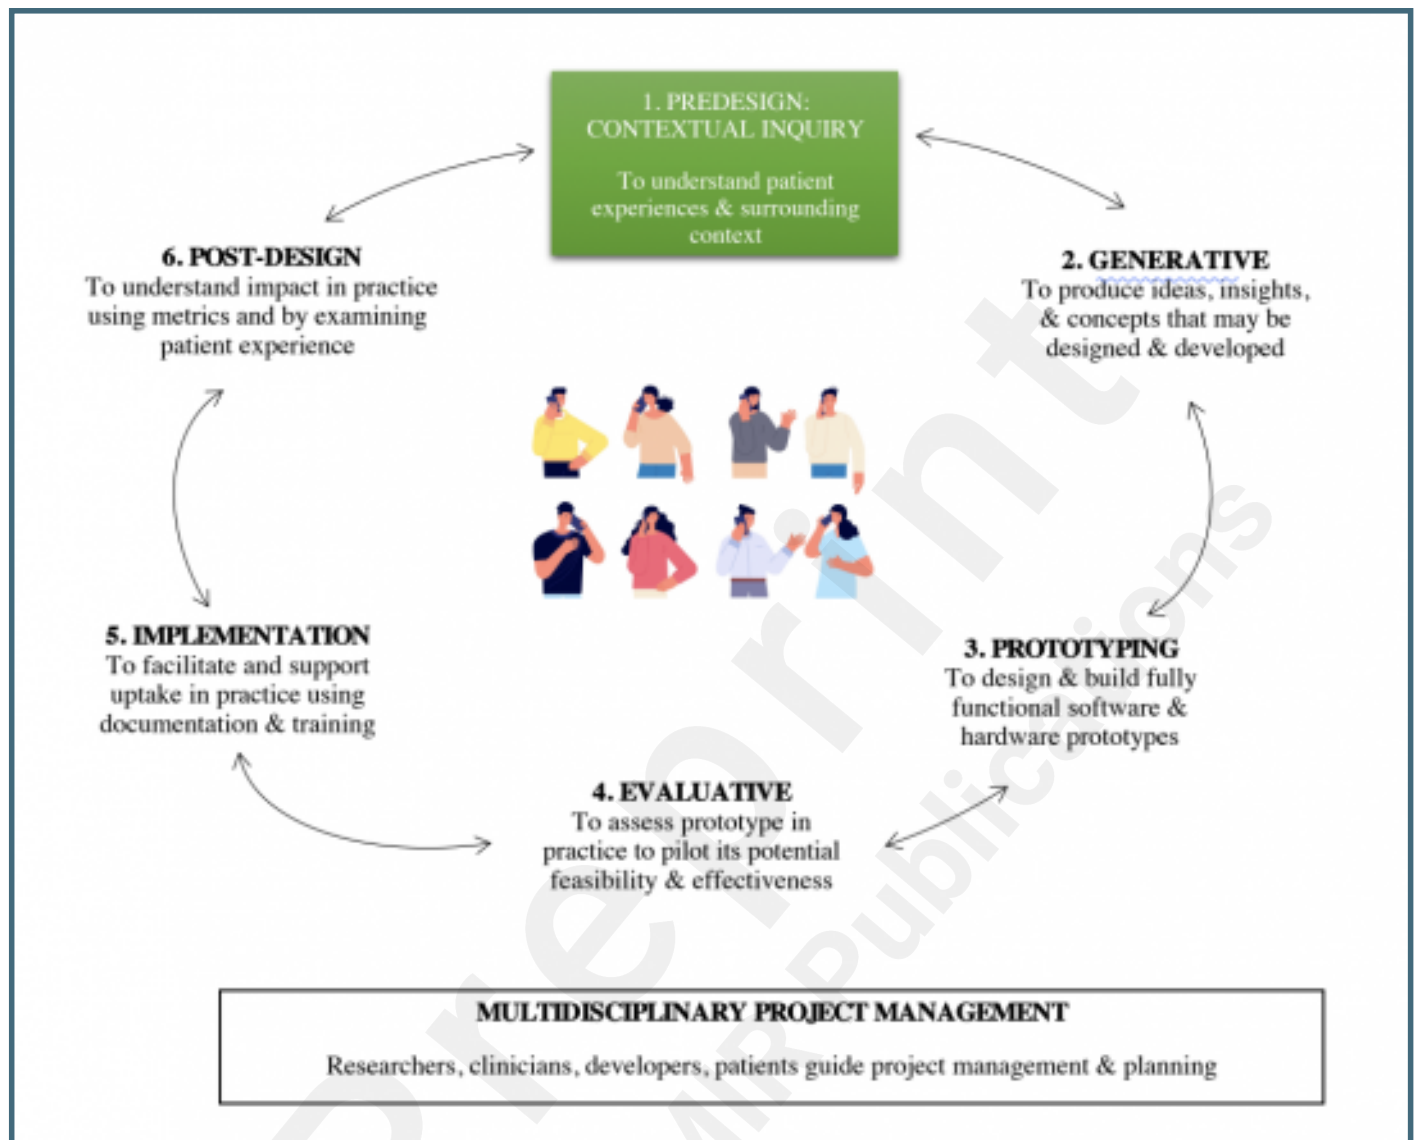 1. PREDESIGN:
CONTEXTUAL INQUIRY
To understand patient
experiences & surrounding
context
2. GENERATIVE
To produce ideas, insights,
& concepts that may be
designed & developed
3. PROTOTYPING
To design & build fully
functional software &
hardware prototypes
4. EVALUATIVE
To assess prototype in
practice to pilot its potential
feasibility & effectiveness
5. IMPLEMENTATION
To facilitate and support
uptake in practice using
documentation & training
6. POST-DESIGN
To understand impact in practice
using metrics and by examining
patient experience
MULTIDISCIPLINARY PROJECT MANAGEMENT
Researchers, clinicians, developers, patients guide project management & planning
Preprint
Publications